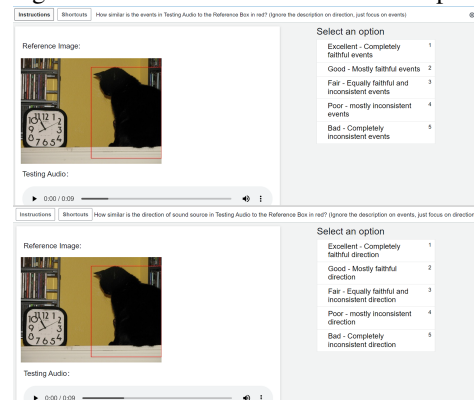 Instructions Shortcuts How similar is the events in Testing Audio to the Reference Box in red? (Ignore the description on direction, just focus on events)
Select an option
Reference Image:
Excellent - Completely faithful events 1
Good - Mostly faithful events 2
Fair - Equally faithful and inconsistent events 3
Poor - mostly inconsistent events 4
Bad - Completely inconsistent events 5
Testing Audio:
0:00 / 0:09
Instructions Shortcuts How similar is the direction of sound source in Testing Audio to the Reference Box in red? (Ignore the description on events, just focus on direction
Select an option
Reference Image:
Excellent - Completely faithful direction 1
Good - Mostly faithful direction 2
Fair - Equally faithful and inconsistent direction 3
Poor - mostly inconsistent direction 4
Bad - Completely inconsistent direction 5
Testing Audio:
0:00 / 0:09